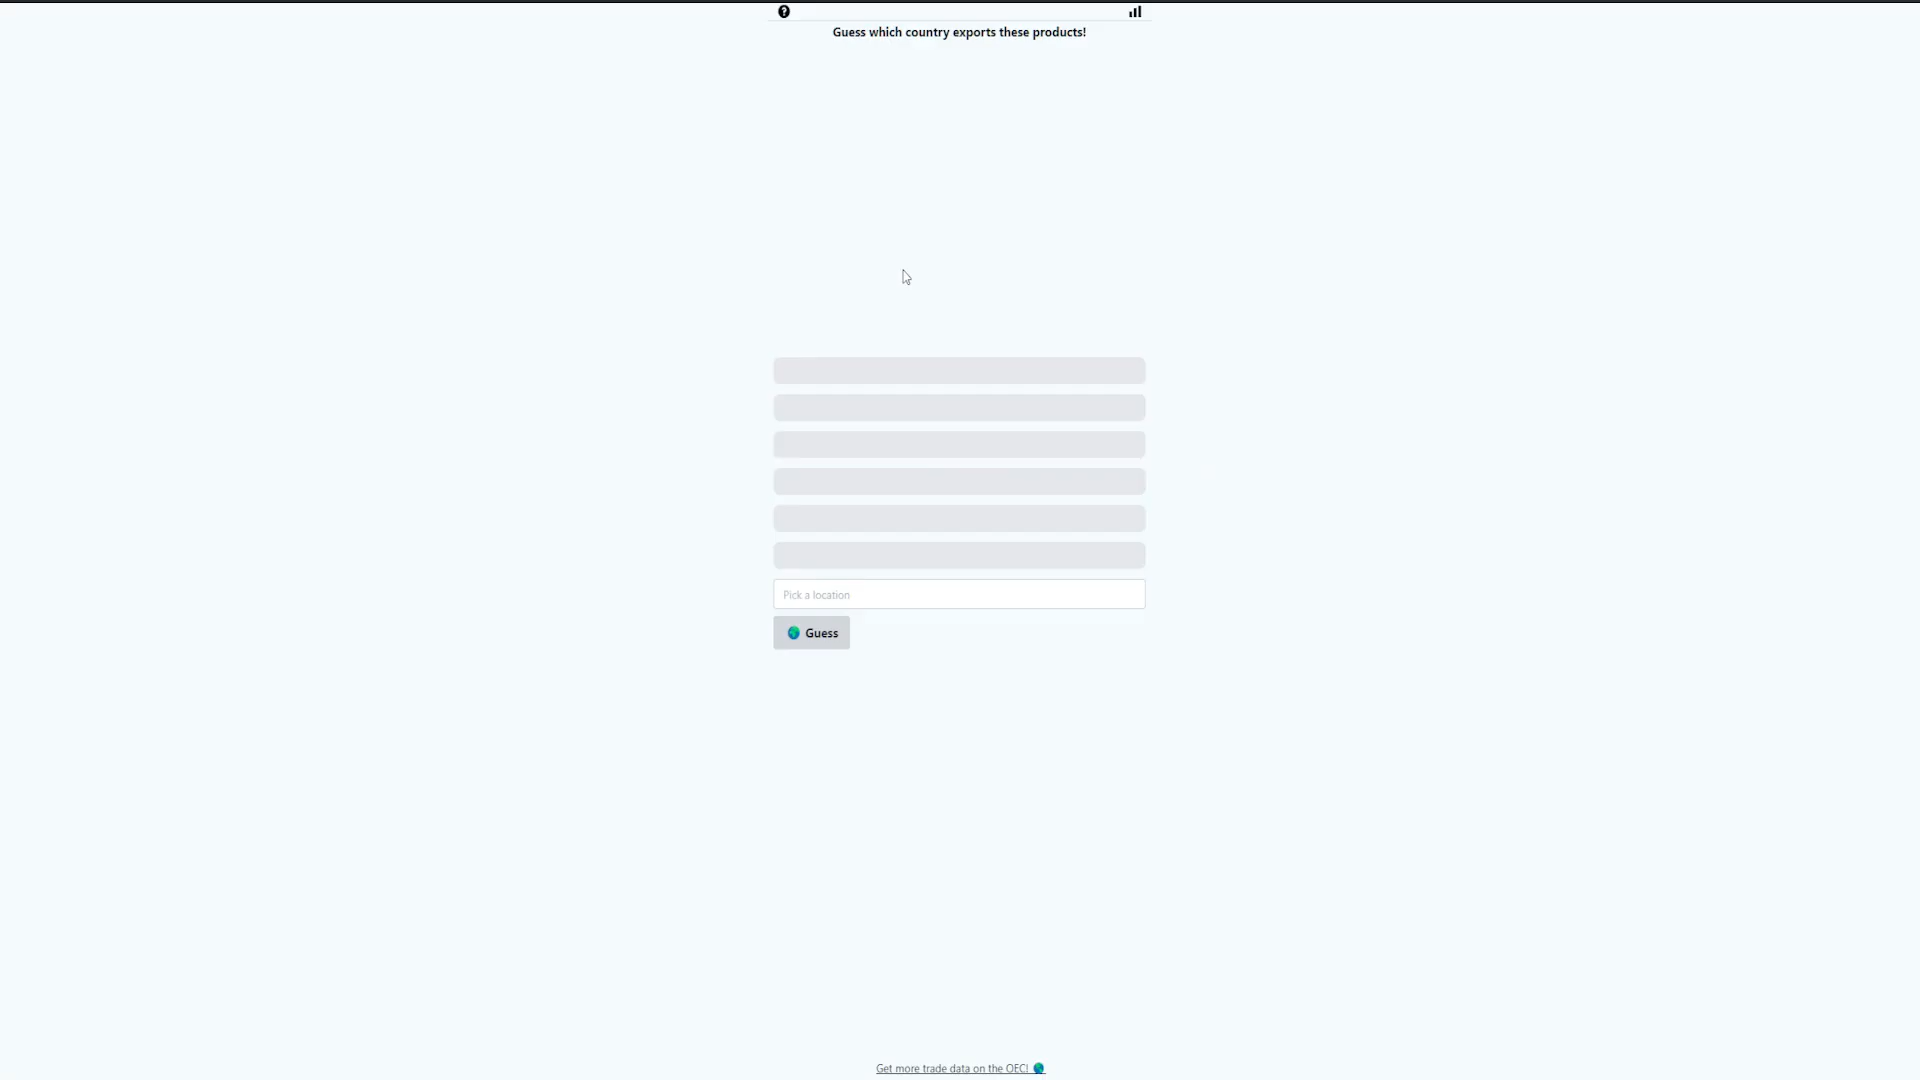 Guess which country exports these products!
Pick a location
Guess
Get more trade data on the OEC!